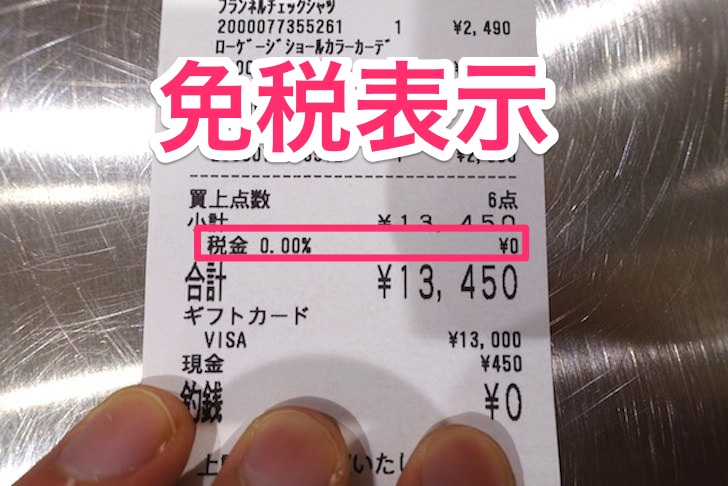 フランネルチェックシャツ
2000077355261 1 ¥2,490
ローゲージショールカラーカーデ
免税表示
買上点数 6点
小計 ¥13,450
税金 0.00% ¥0
合計 ¥13,450
ギフトカード
VISA ¥13,000
現金 ¥450
釣銭 ¥0